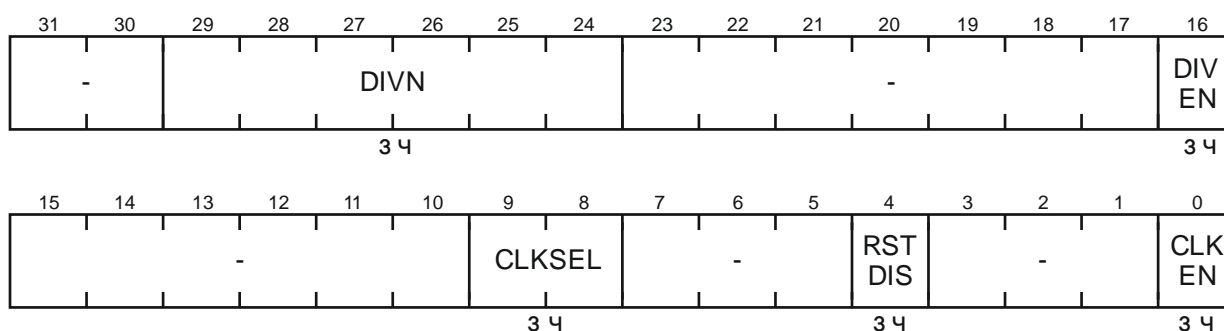 31 30 29 28 27 26 25 24 23 22 21 20 19 18 17 16
- DIVN - DIV
EN
З Ч З Ч
15 14 13 12 11 10 9 8 7 6 5 4 3 2 1 0
- CLKSEL - RST
DIS - CLK
EN
З Ч З Ч З Ч